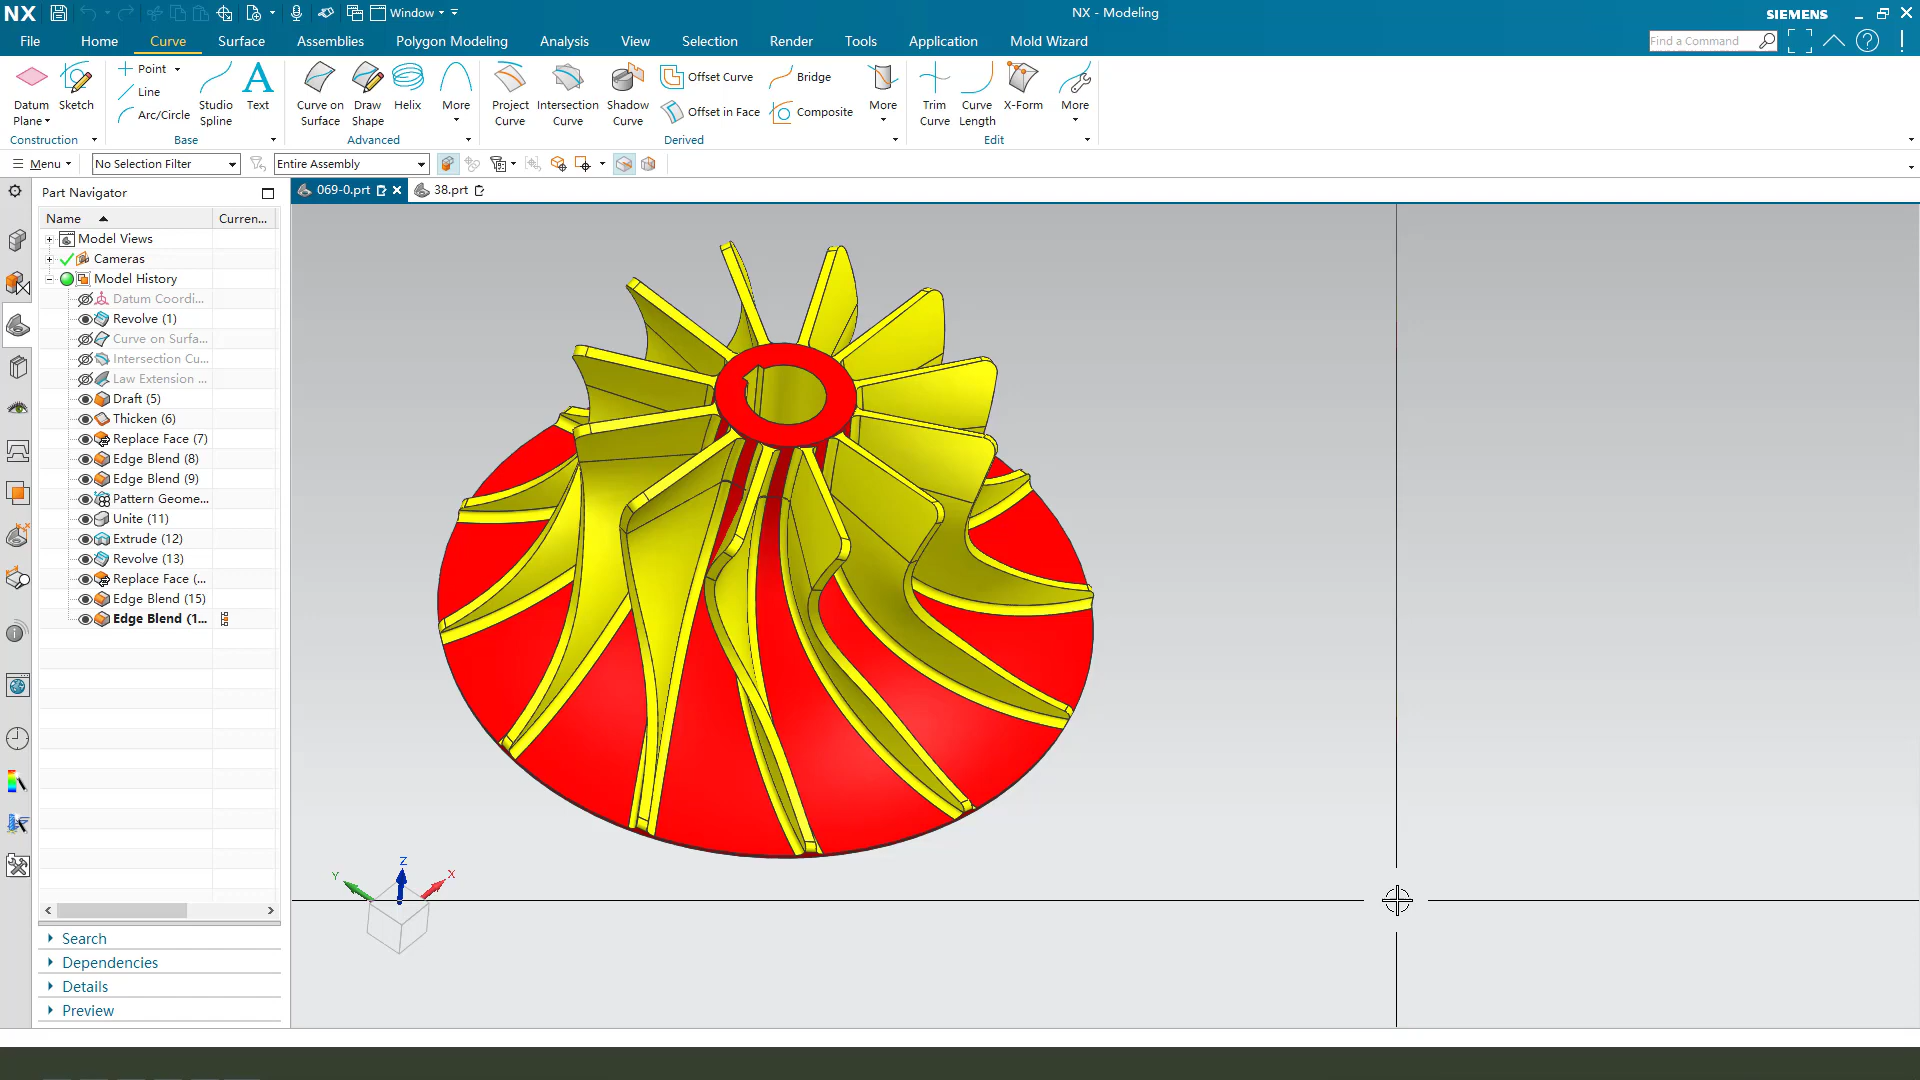 NX
Window
NX - Modeling
SIEMENS
File
Home
Curve
Surface
Assemblies
Polygon Modeling
Analysis
View
Selection
Render
Tools
Application
Mold Wizard
Find a Command
Datum
Plane
Sketch
Point
Line
Arc/Circle
Studio
Spline
Text
Curve on
Surface
Draw
Shape
Helix
More
Project
Curve
Intersection
Curve
Shadow
Curve
Offset Curve
Offset in Face
Bridge
Composite
More
Trim
Curve
Curve
Length
X-Form
More
Construction
Base
Advanced
Derived
Edit
Menu
No Selection Filter
Entire Assembly
Part Navigator
069-0.prt
38.prt
Name
Curren...
Model Views
Cameras
Model History
Datum Coordi...
Revolve (1)
Curve on Surfa...
Intersection Cu...
Law Extension ...
Draft (5)
Thicken (6)
Replace Face (7)
Edge Blend (8)
Edge Blend (9)
Pattern Geome...
Unite (11)
Extrude (12)
Revolve (13)
Replace Face (...
Edge Blend (15)
Edge Blend (1...
Z
Y
X
Search
Dependencies
Details
Preview